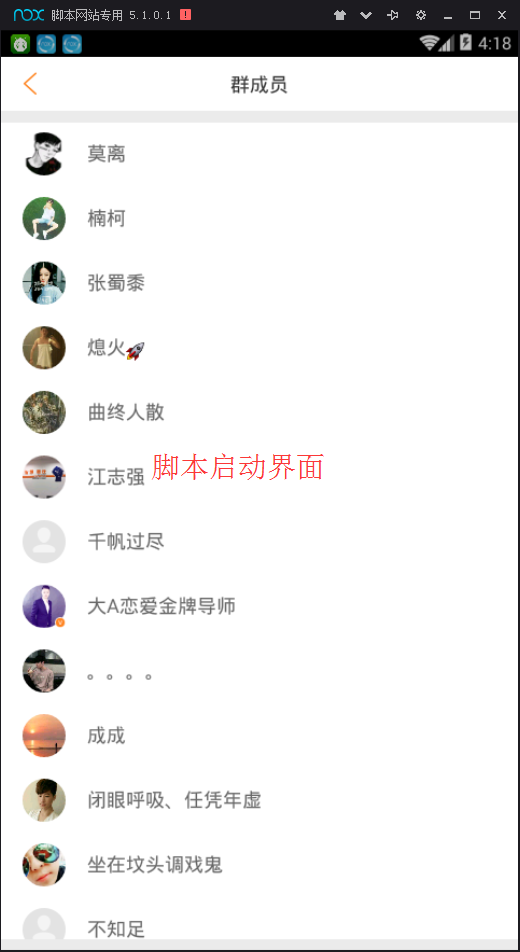 nox 脚本网站专用 5.1.0.1
4:18
群成员
莫离
楠柯
张蜀黍
熄火🚀
曲终人散
江志强
脚本启动界面
千帆过尽
大A恋爱金牌导师
。。。。
成成
闭眼呼吸、任凭年虚
坐在坟头调戏鬼
不知足